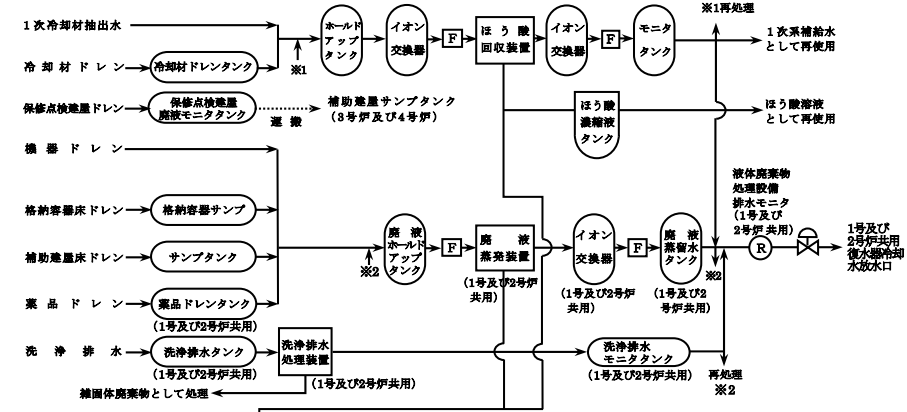 ※1再処理
1次冷却材抽出水
ホールド
アップ
タンク
イオン
交換器
F
ほう酸
回収装置
イオン
交換器
F
モニタ
タンク
1次系補給水
として再使用
※1
冷却材ドレン
冷却材ドレンタンク
保修点検建屋ドレン
保修点検建屋
廃液モニタタンク
運搬
補助建屋サンプタンク
(3号炉及び4号炉)
ほう酸
濃縮液
タンク
ほう酸溶液
として再使用
機器ドレン
格納容器床ドレン
格納容器サンプ
補助建屋床ドレン
サンプタンク
薬品ドレン
薬品ドレンタンク
(1号及び2号炉共用)
※2
廃液
ホールド
アップ
タンク
F
廃液
蒸発装置
(1号及び2号炉
共用)
イオン
交換器
(1号及び2号炉
共用)
F
廃液
蒸留水
タンク
(1号及び2
号炉共用)
※2
液体廃棄物
処理設備
排水モニタ
(1号及び
2号炉共用)
R
1号及び
2号炉共用
復水器冷却
水放水口
洗浄排水
洗浄排水タンク
(1号及び2号炉共用)
洗浄排水
処理装置
(1号及び2号炉共用)
洗浄排水
モニタタンク
(1号及び2号炉共用)
再処理
※2
雑固体廃棄物として処理